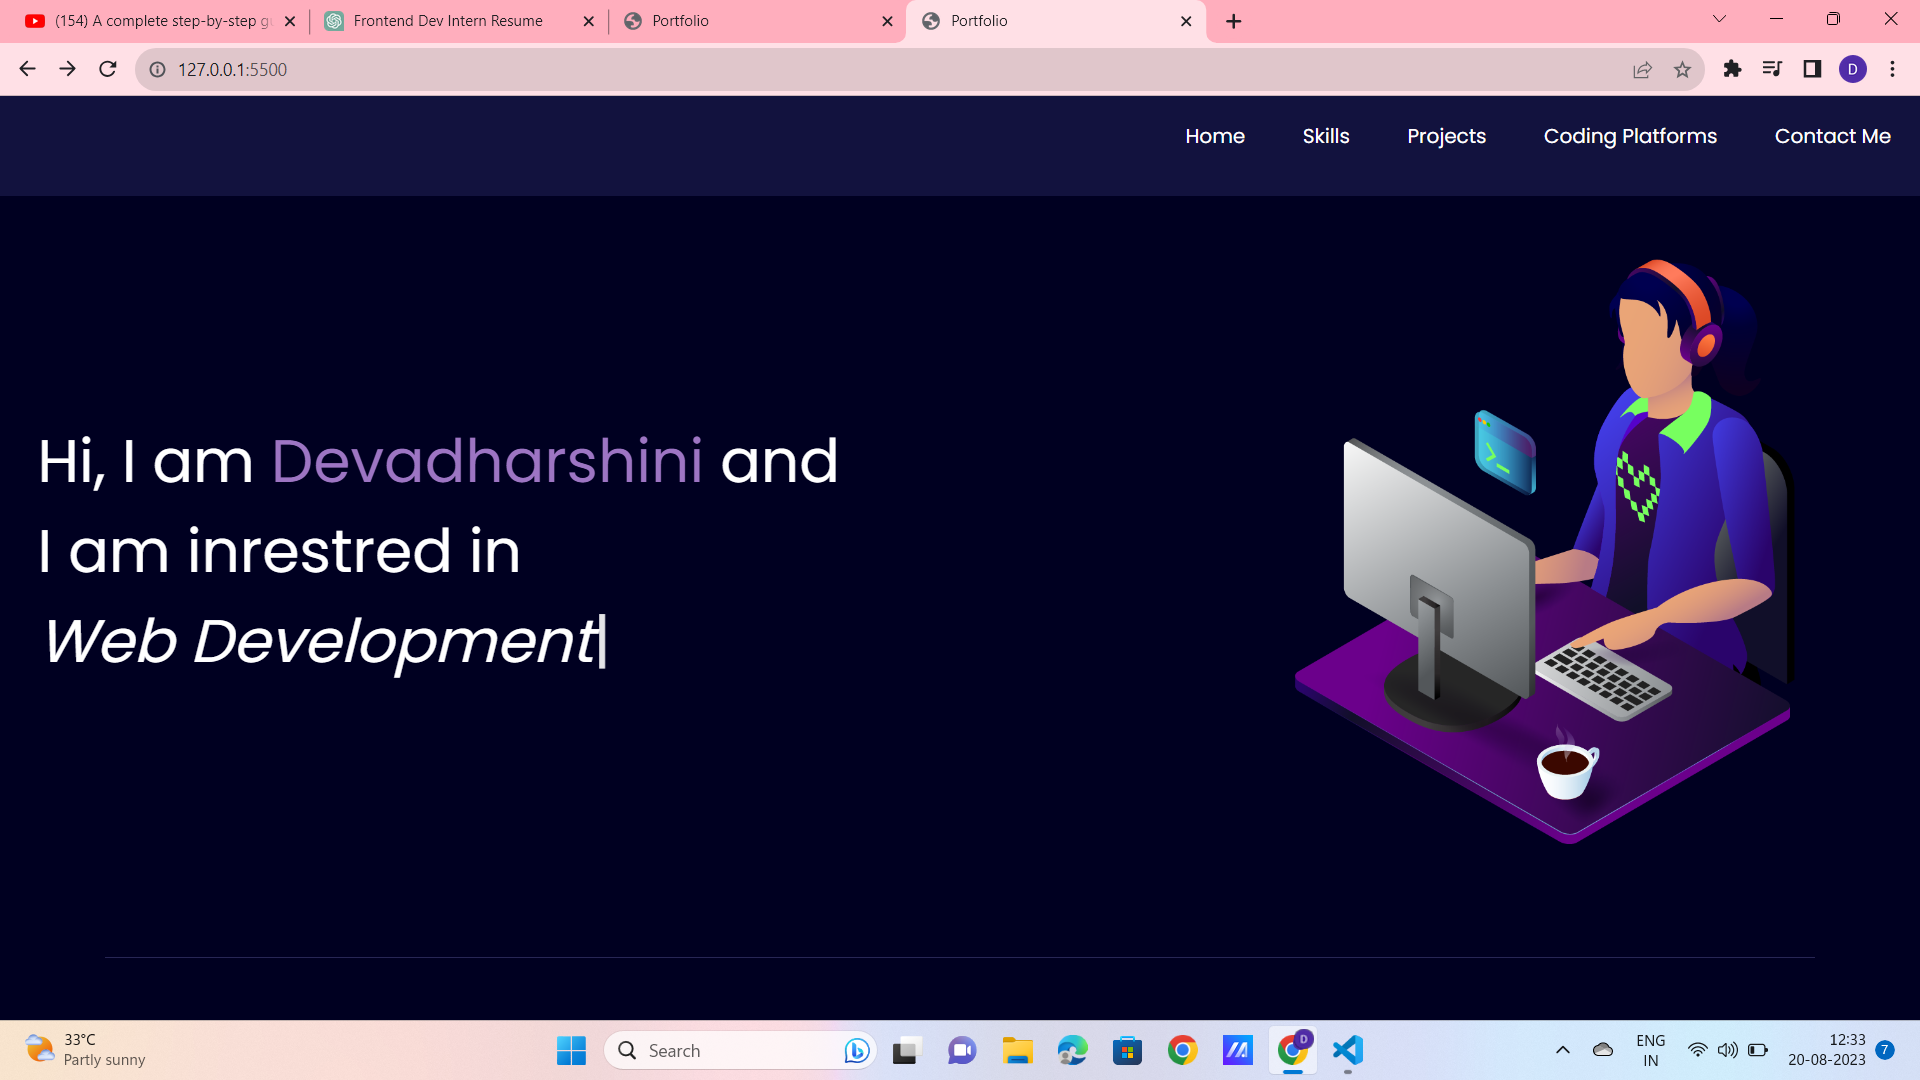 (154) A complete step-by-step gu
Frontend Dev Intern Resume
Portfolio
Portfolio
127.0.0.1:5500
D
Home
Skills
Projects
Coding Platforms
Contact Me
Hi, I am Devadharshini and
I am inrestred in
Web Development
33°C
Partly sunny
Search
D
ENG
IN
12:33
20-08-2023
7